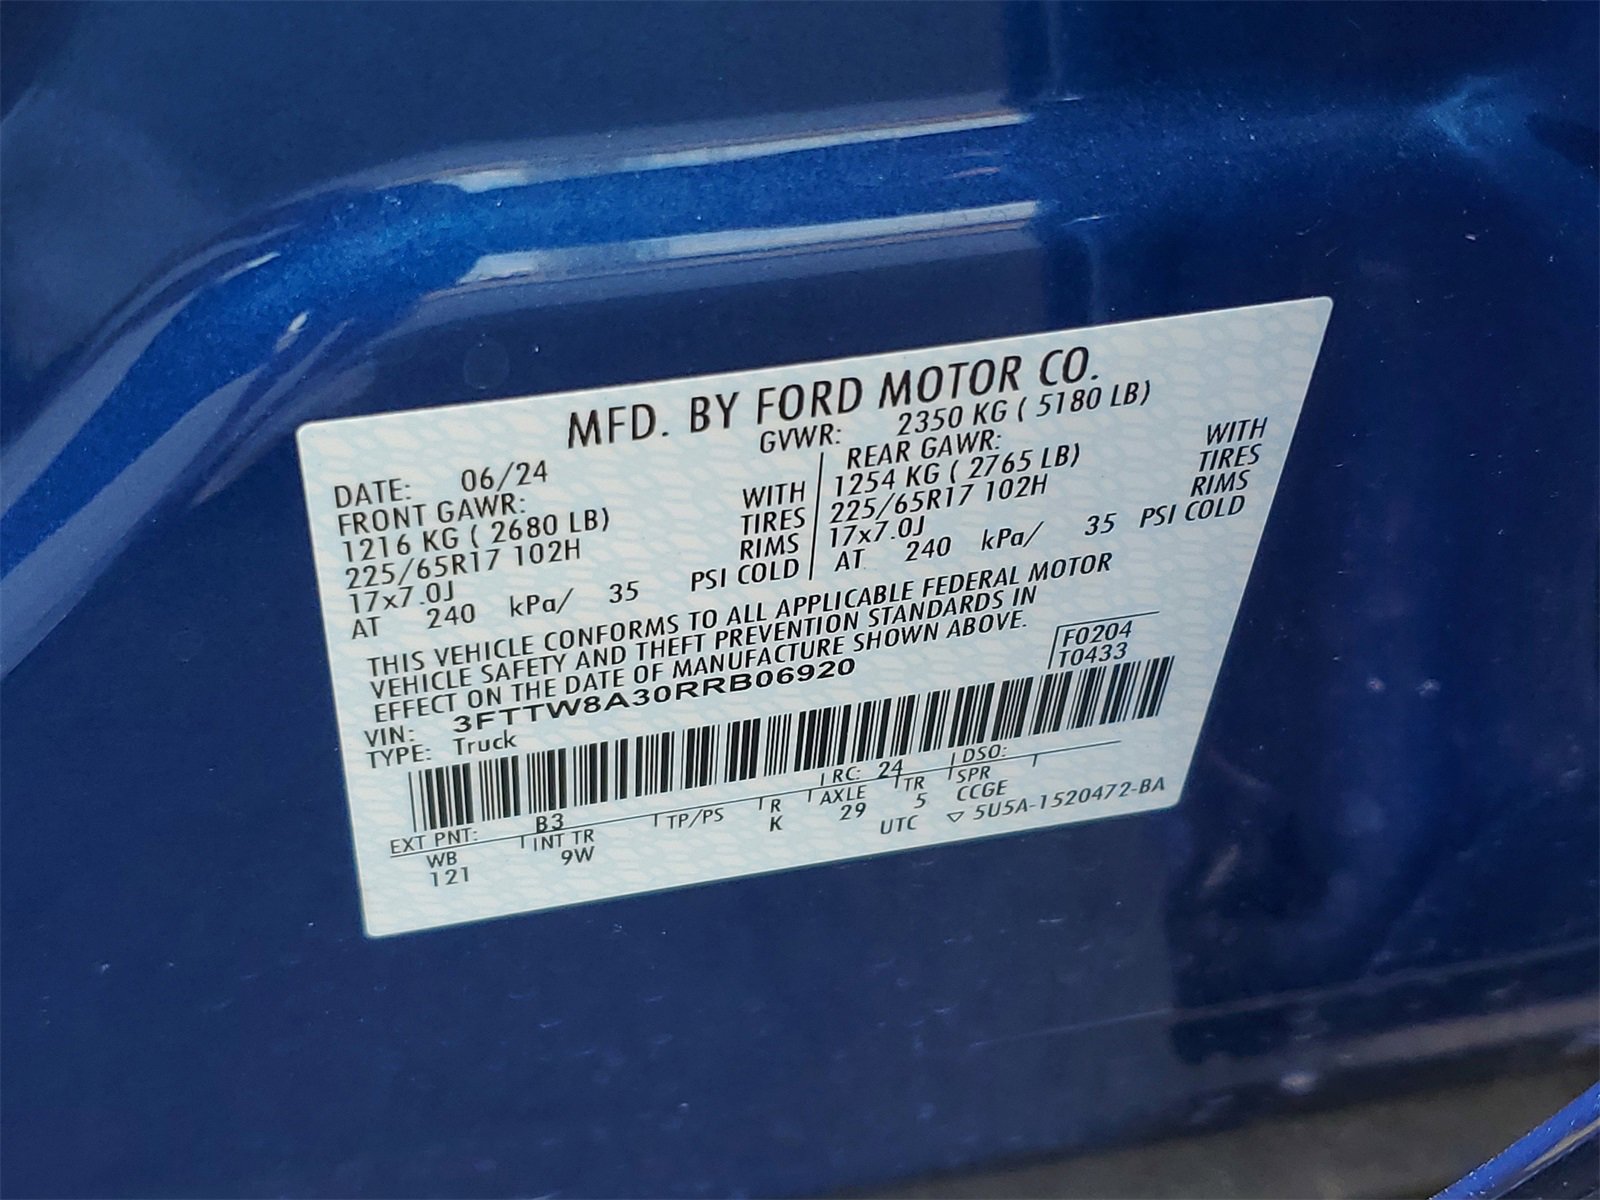 MFD. BY FORD MOTOR CO.
DATE: 06/24 GVWR: 2350 KG ( 5180 LB)
FRONT GAWR: REAR GAWR:
1216 KG ( 2680 LB) WITH 1254 KG ( 2765 LB) WITH
225/65R17 102H TIRES 225/65R17 102H TIRES
17x7.0J RIMS 17x7.0J RIMS
AT 240 kPa/ 35 PSI COLD AT 240 kPa/ 35 PSI COLD
THIS VEHICLE CONFORMS TO ALL APPLICABLE FEDERAL MOTOR
VEHICLE SAFETY AND THEFT PREVENTION STANDARDS IN
EFFECT ON THE DATE OF MANUFACTURE SHOWN ABOVE.
F0204
T0433
VIN: 3FTTW8A30RRB06920
TYPE: Truck
EXT PNT: B3 RC: 24 DSO:
WB INT TR TP/PS R AXLE TR SPR
121 9W K 29 5 CCGE
UTC ▽ 5U5A-1520472-BA